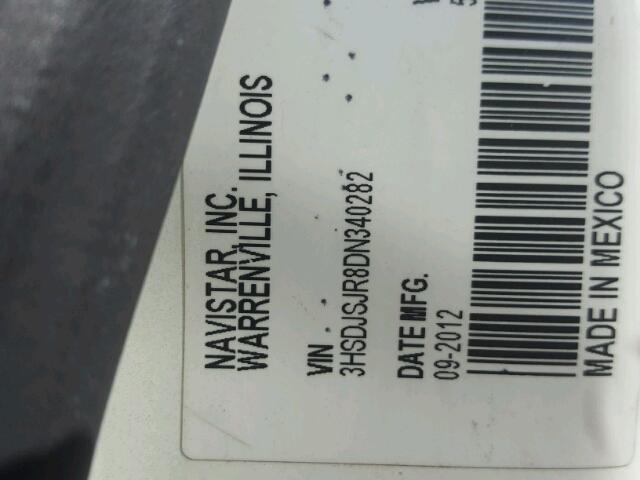 NAVISTAR, INC.
WARRENVILLE, ILLINOIS
VIN
3HSDJSJR8DN340282
DATE MFG.
09-2012
MADE IN MEXICO